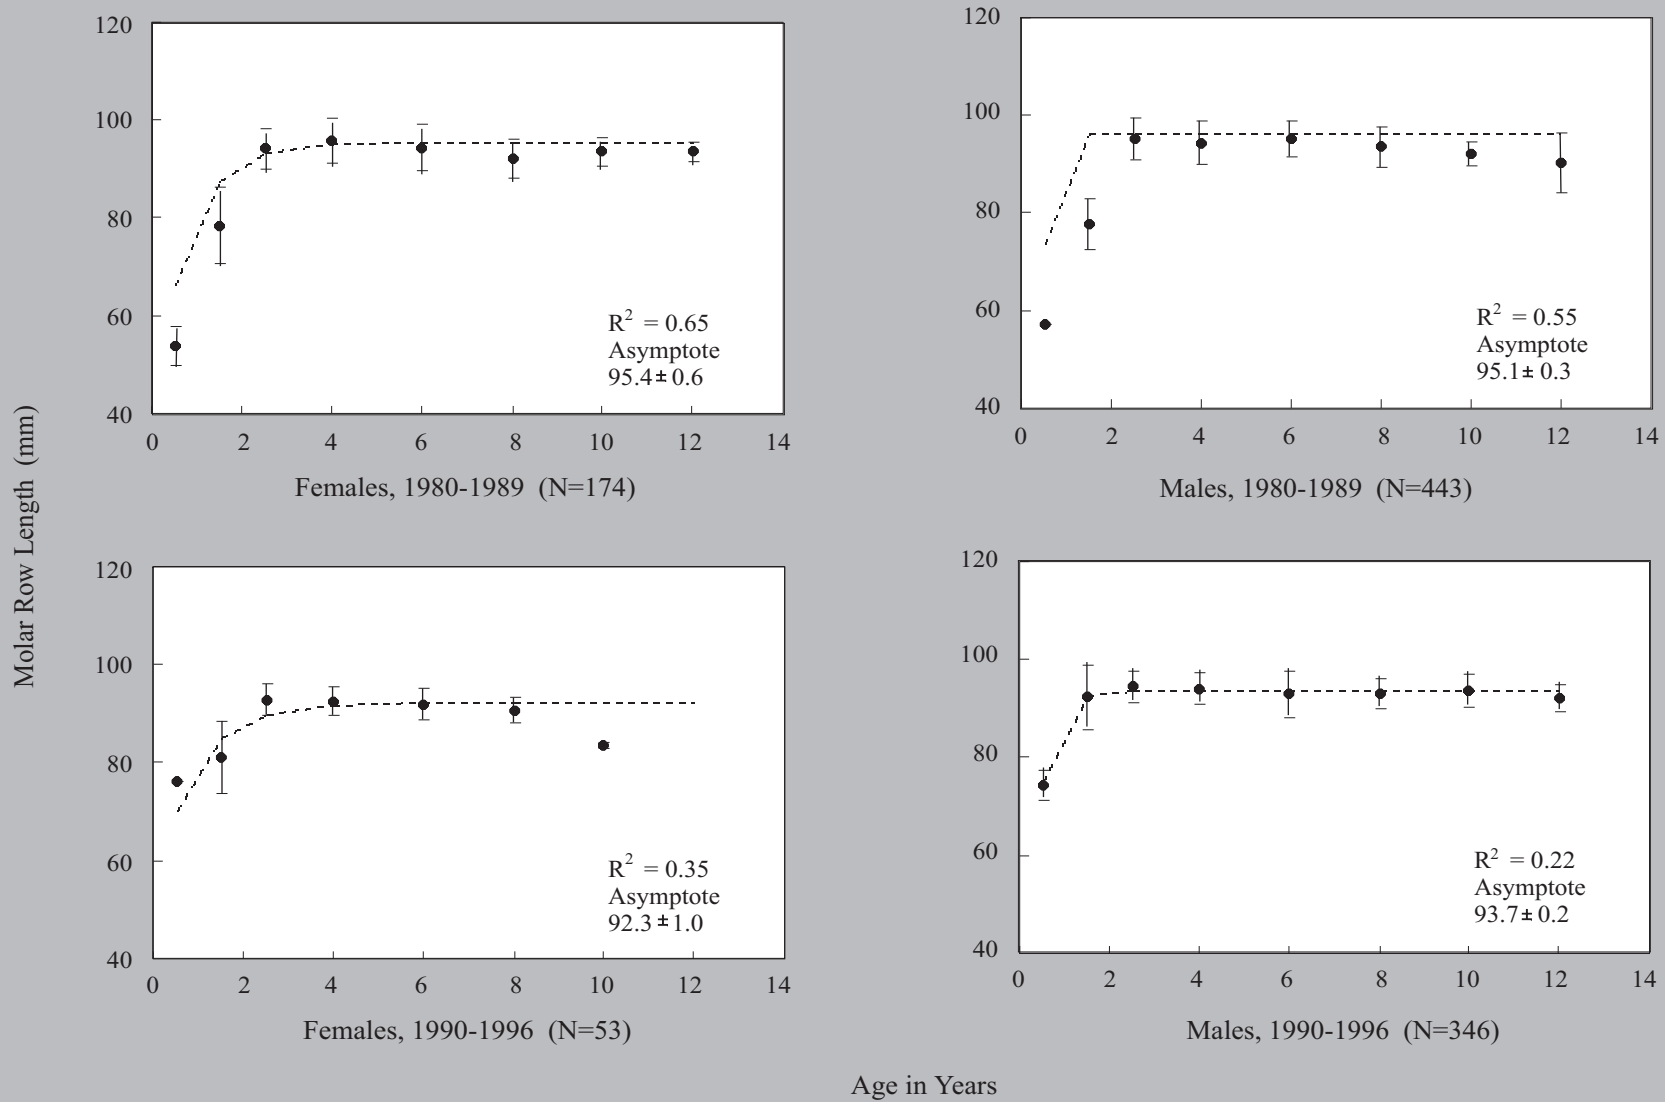 Molar Row Length (mm)
120
100
80
60
40
0 2 4 6 8 10 12 14
R² = 0.65
Asymptote
95.4 ± 0.6
Females, 1980-1989 (N=174)
120
100
80
60
40
0 2 4 6 8 10 12 14
R² = 0.55
Asymptote
95.1 ± 0.3
Males, 1980-1989 (N=443)
120
100
80
60
40
0 2 4 6 8 10 12 14
R² = 0.35
Asymptote
92.3 ± 1.0
Females, 1990-1996 (N=53)
120
100
80
60
40
0 2 4 6 8 10 12 14
R² = 0.22
Asymptote
93.7 ± 0.2
Males, 1990-1996 (N=346)
Age in Years